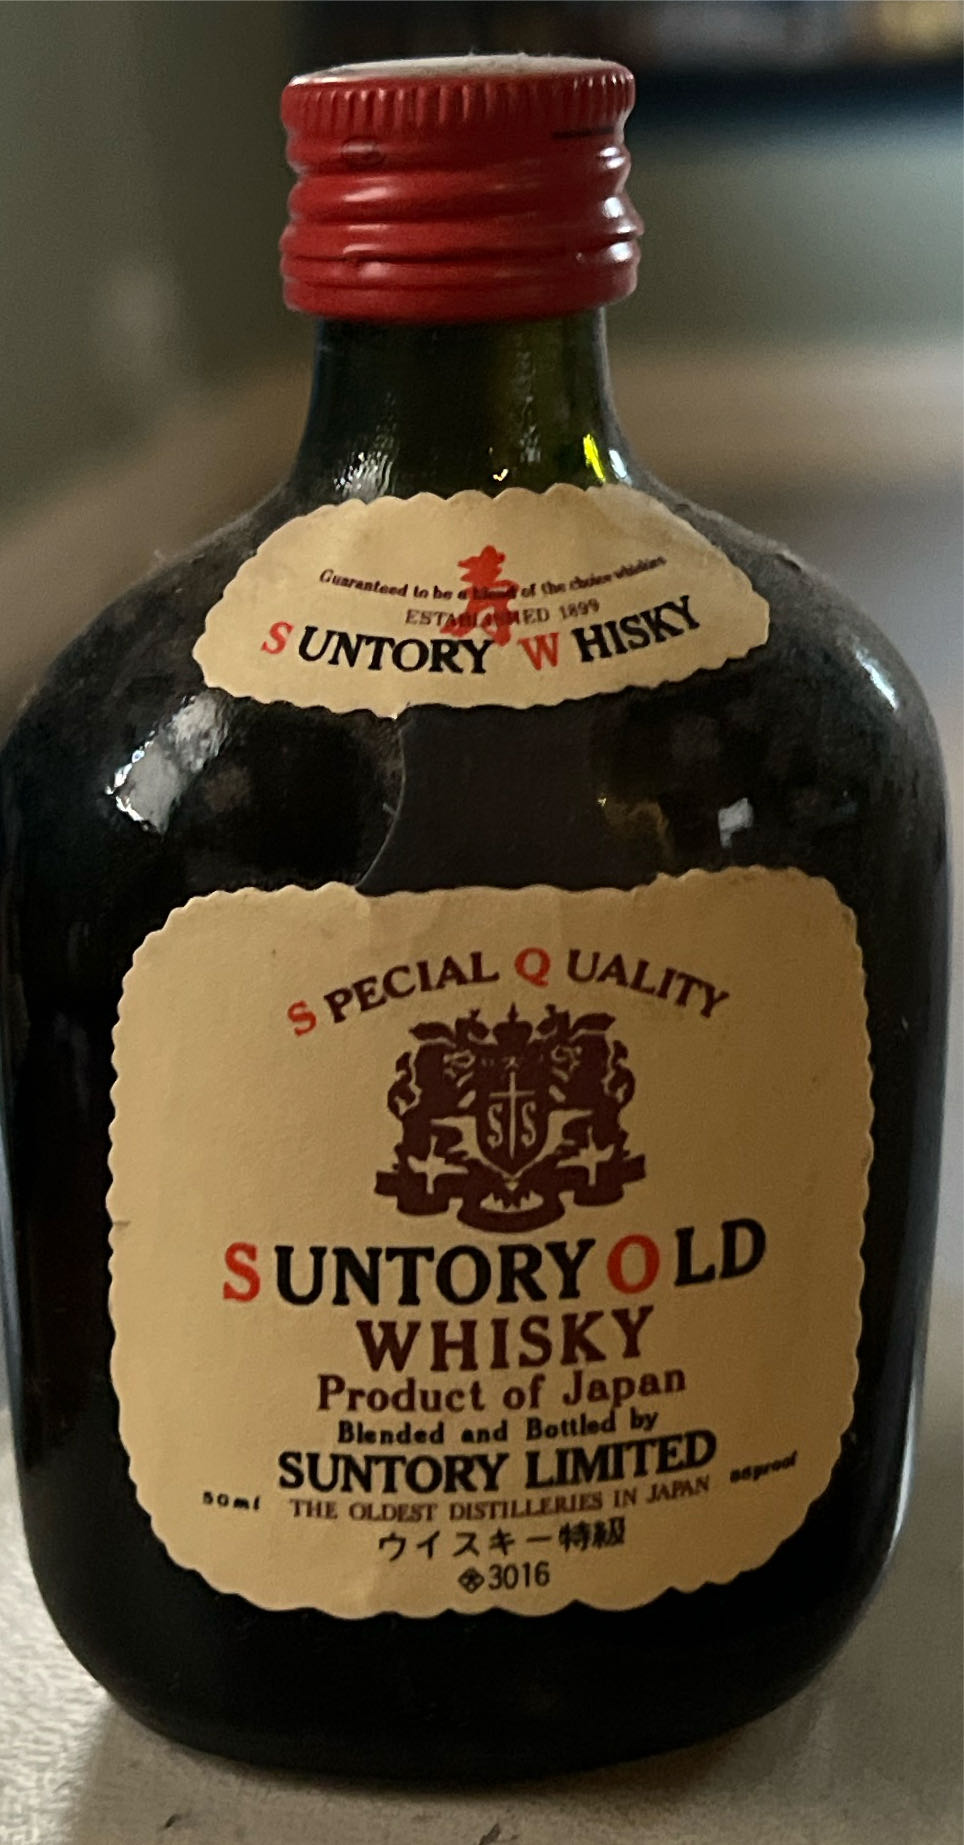 寿
Guaranteed to be a blend of the choice whiskies
ESTABLISHED 1899
SUNTORY WHISKY
SPECIAL QUALITY
SS
SUNTORY OLD
WHISKY
Product of Japan
Blended and Bottled by
SUNTORY LIMITED
50ml THE OLDEST DISTILLERIES IN JAPAN proof
ウイスキー特級
3016